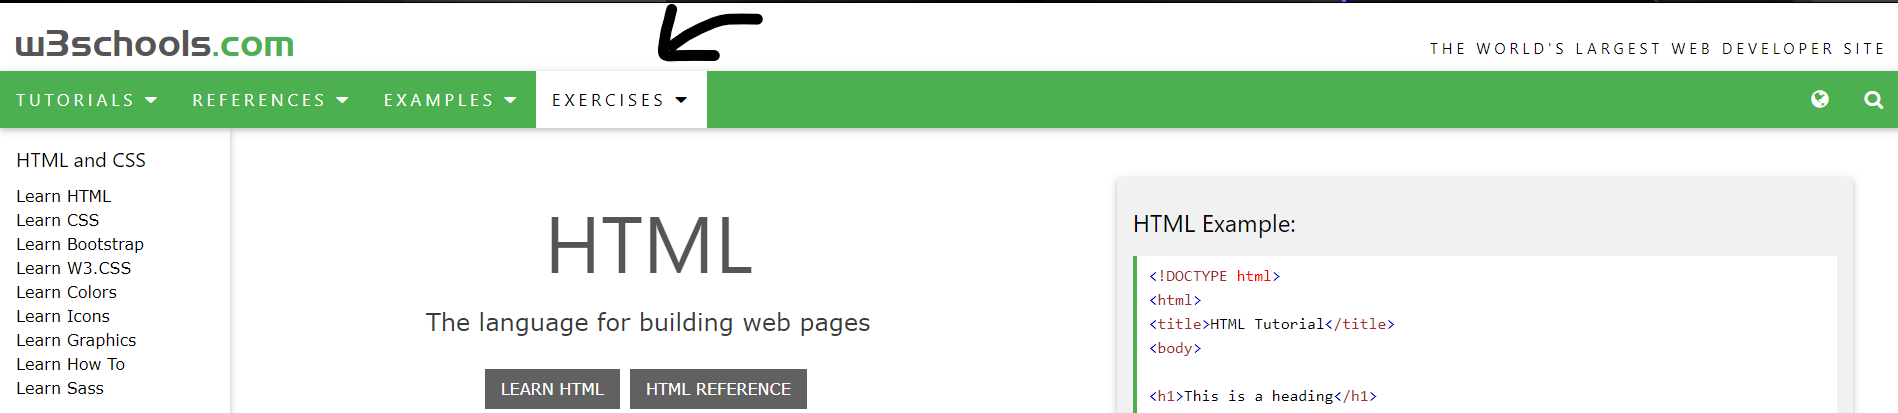 w3schools.com
THE WORLD'S LARGEST WEB DEVELOPER SITE
TUTORIALS REFERENCES EXAMPLES EXERCISES
HTML and CSS
Learn HTML
Learn CSS
Learn Bootstrap
Learn W3.CSS
Learn Colors
Learn Icons
Learn Graphics
Learn How To
Learn Sass
HTML
The language for building web pages
LEARN HTML HTML REFERENCE
HTML Example:
<!DOCTYPE html>
<html>
<title>HTML Tutorial</title>
<body>
<h1>This is a heading</h1>